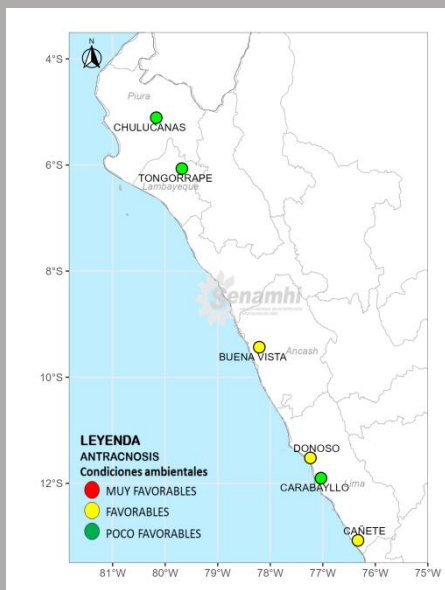 N
4°S
Piura
CHULUCANAS
6°S
TONGORRAPE
Lambayeque
8°S
Senamhi
BUENA VISTA
Ancash
10°S
LEYENDA
ANTRACNOSIS
Condiciones ambientales
MUY FAVORABLES
FAVORABLES
POCO FAVORABLES
DONOSO
12°S
CARABAYLLO
Lima
CAÑETE
81°W 80°W 79°W 78°W 77°W 76°W 75°W